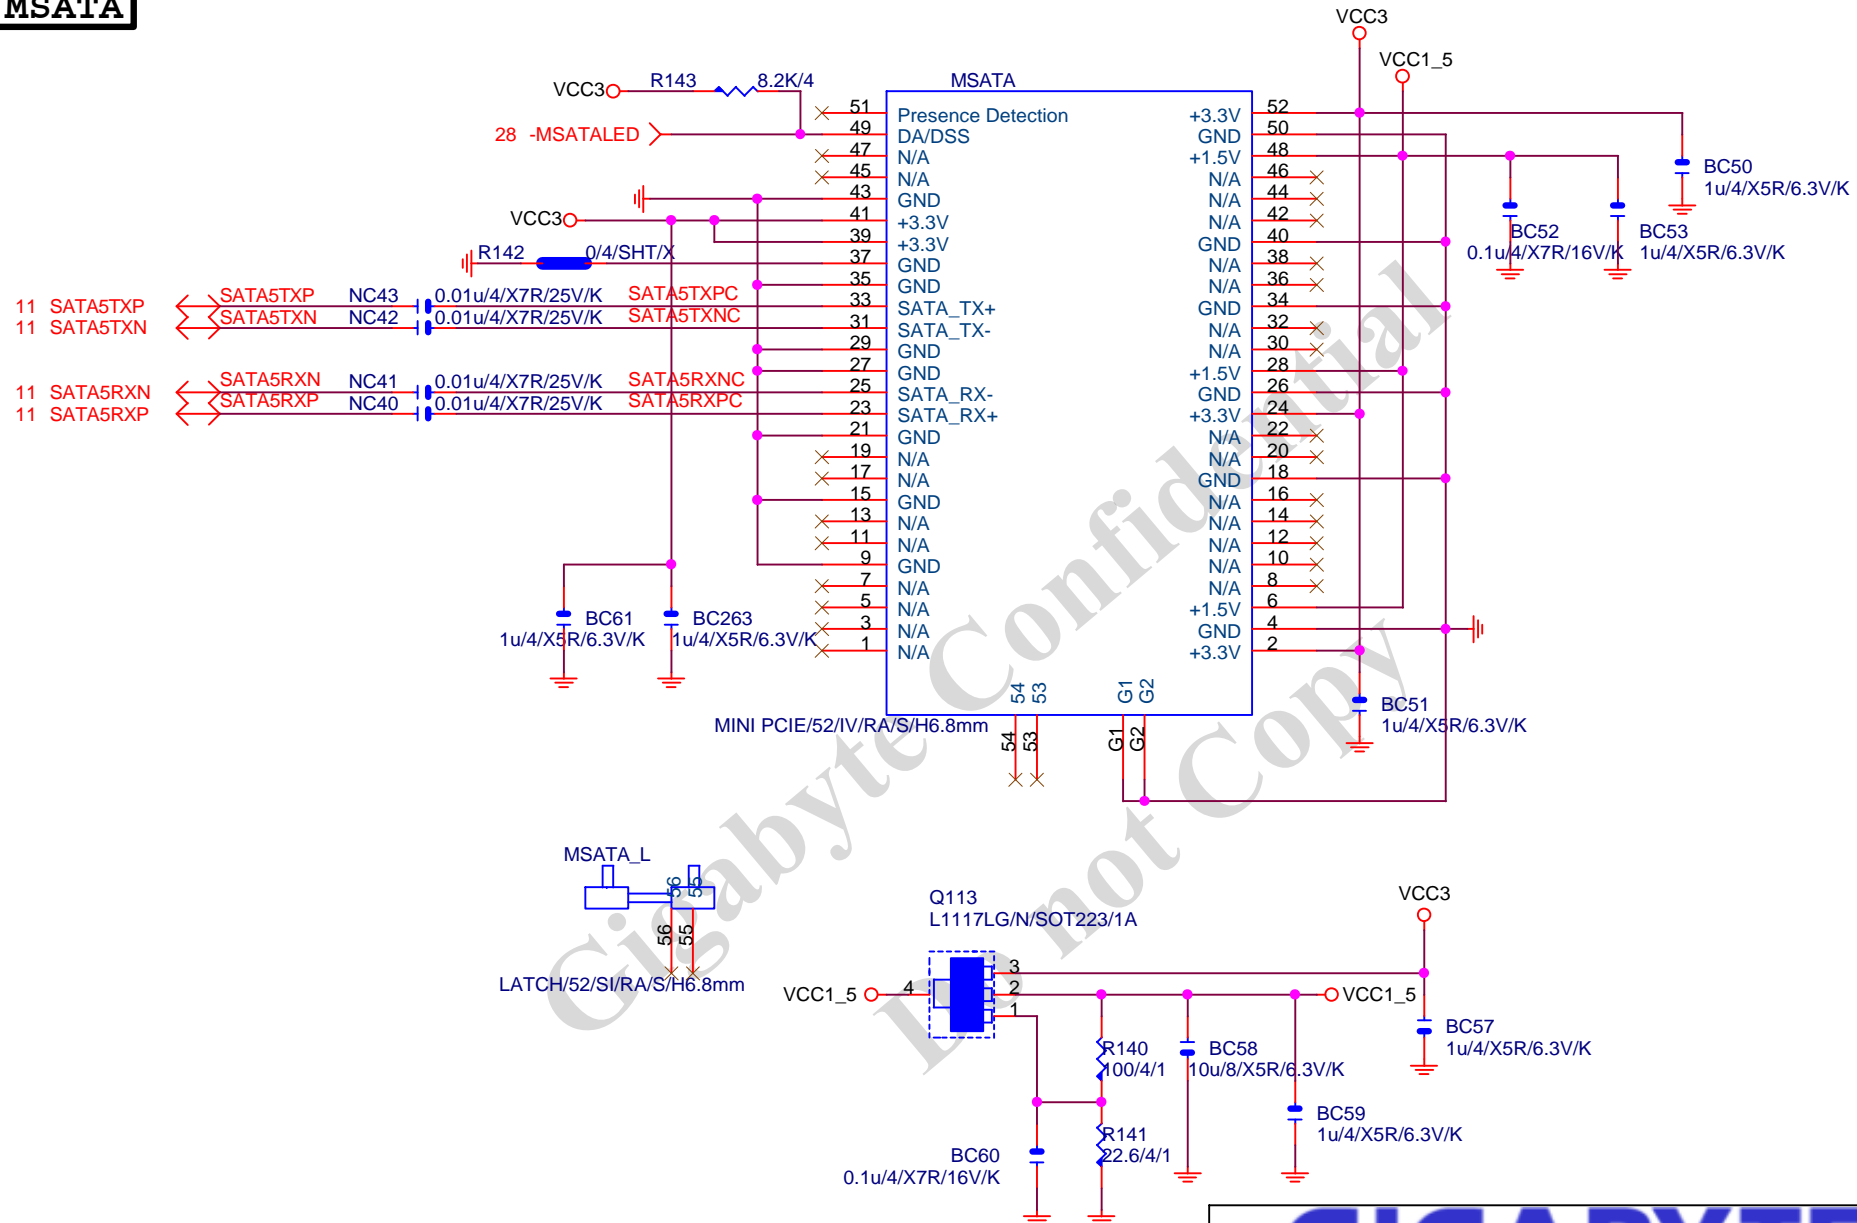 MSATA
VCC3
VCC1_5
VCC3 R143 8.2K/4
28 -MSATALED
MSATA
51 Presence Detection
49 DA/DSS
47 N/A
45 N/A
43 GND
41 +3.3V
39 +3.3V
37 GND
35 GND
33 SATA_TX+
31 SATA_TX-
29 GND
27 GND
25 SATA_RX-
23 SATA_RX+
21 GND
19 N/A
17 N/A
15 GND
13 N/A
11 N/A
9 GND
7 N/A
5 N/A
3 N/A
1 N/A
+3.3V 52
GND 50
+1.5V 48
N/A 46
N/A 44
N/A 42
GND 40
N/A 38
N/A 36
GND 34
N/A 32
N/A 30
+1.5V 28
GND 26
+3.3V 24
N/A 22
N/A 20
GND 18
N/A 16
N/A 14
N/A 12
N/A 10
N/A 8
+1.5V 6
GND 4
+3.3V 2
VCC3
R142 0/4/SHT/X
11 SATA5TXP SATA5TXP NC43 0.01u/4/X7R/25V/K SATA5TXPC
11 SATA5TXN SATA5TXN NC42 0.01u/4/X7R/25V/K SATA5TXNC
11 SATA5RXN SATA5RXN NC41 0.01u/4/X7R/25V/K SATA5RXNC
11 SATA5RXP SATA5RXP NC40 0.01u/4/X7R/25V/K SATA5RXPC
BC50
1u/4/X5R/6.3V/K
BC52
0.1u/4/X7R/16V/K
BC53
1u/4/X5R/6.3V/K
BC61
1u/4/X5R/6.3V/K
BC263
1u/4/X5R/6.3V/K
54 53 G1 G2
54 53 G1 G2
MINI PCIE/52/IV/RA/S/H6.8mm
BC51
1u/4/X5R/6.3V/K
MSATA_L
56 55
56 55
LATCH/52/SI/RA/S/H6.8mm
Q113
L1117LG/N/SOT223/1A
VCC3
VCC1_5 4
3
2
1
VCC1_5
R140
100/4/1
BC58
10u/8/X5R/6.3V/K
BC57
1u/4/X5R/6.3V/K
BC59
1u/4/X5R/6.3V/K
R141
22.6/4/1
BC60
0.1u/4/X7R/16V/K
Gigabyte Confidential
Do not Copy
GIGABYTE